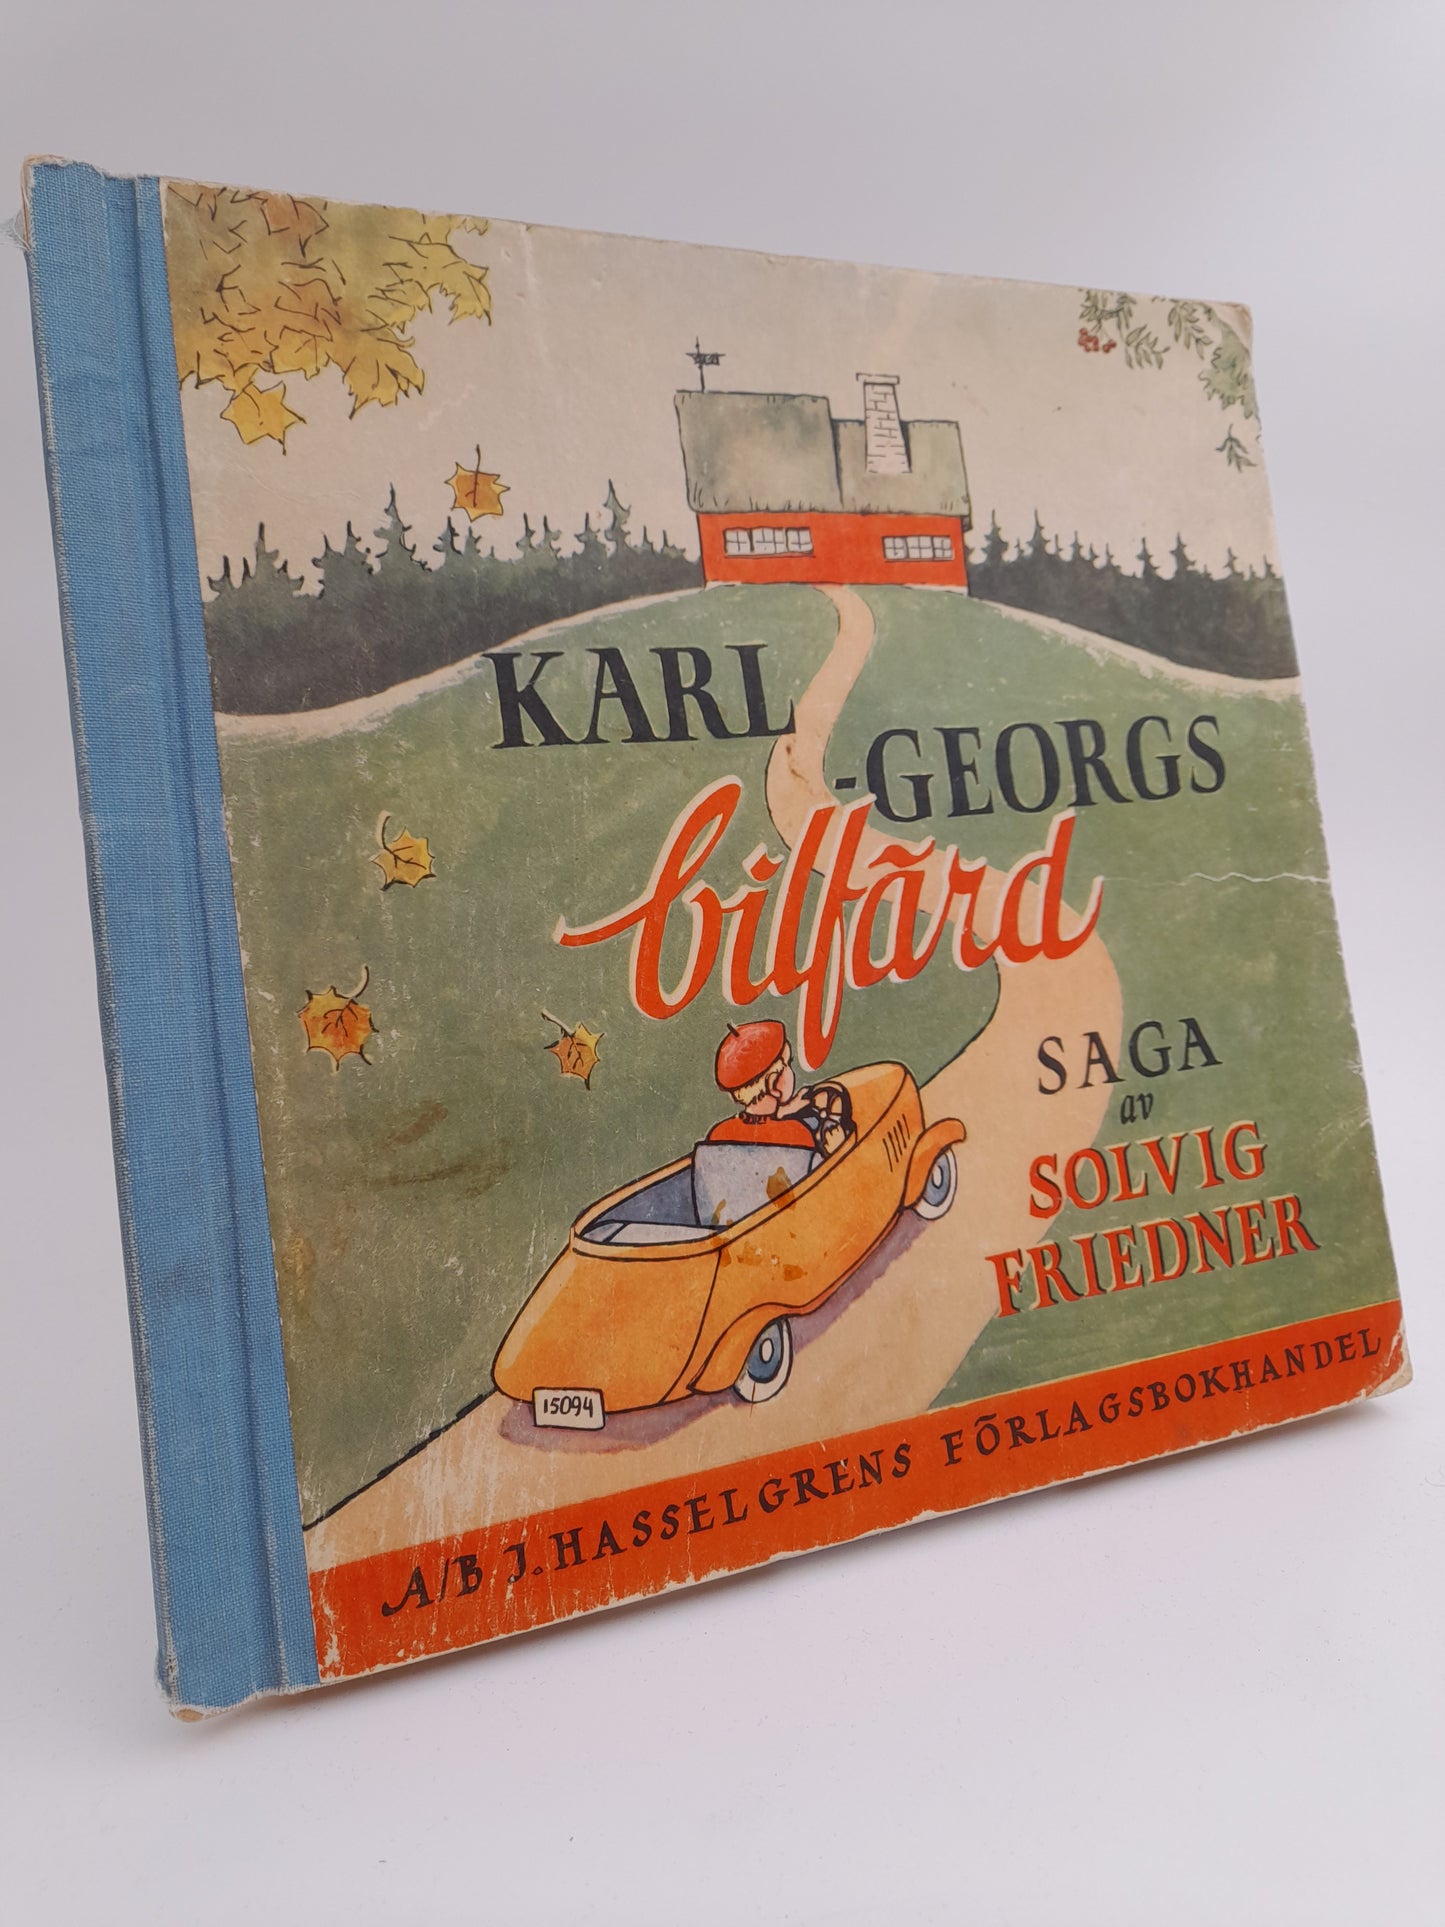 KARL
-GEORGS
bilfärd
SAGA
av
SOLVIG
FRIEDNER
15094
A/B J. HASSELGRENS FÖRLAGSBOKHANDEL